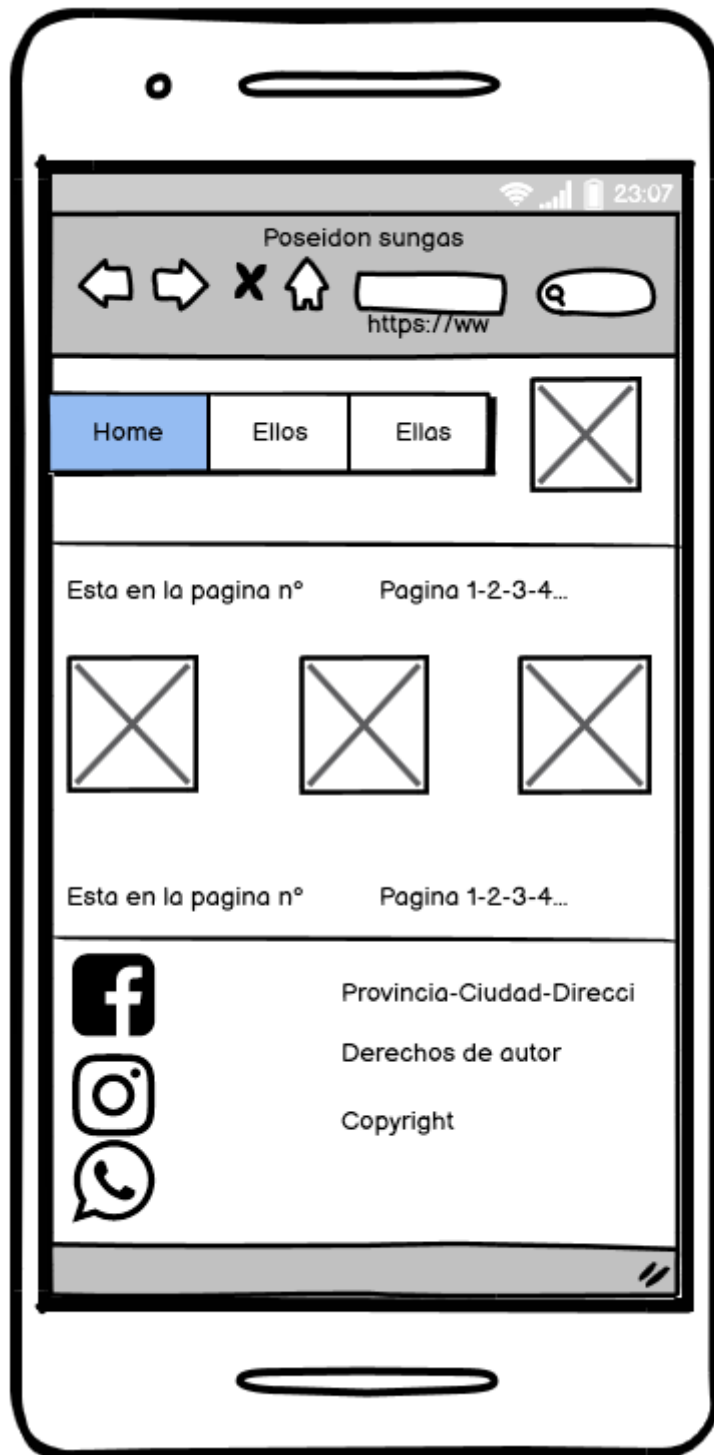 23:07
Poseidon sungas
https://ww
Home Ellos Ellas
Esta en la pagina n° Pagina 1-2-3-4...
Esta en la pagina n° Pagina 1-2-3-4...
Provincia-Ciudad-Direcci
Derechos de autor
Copyright